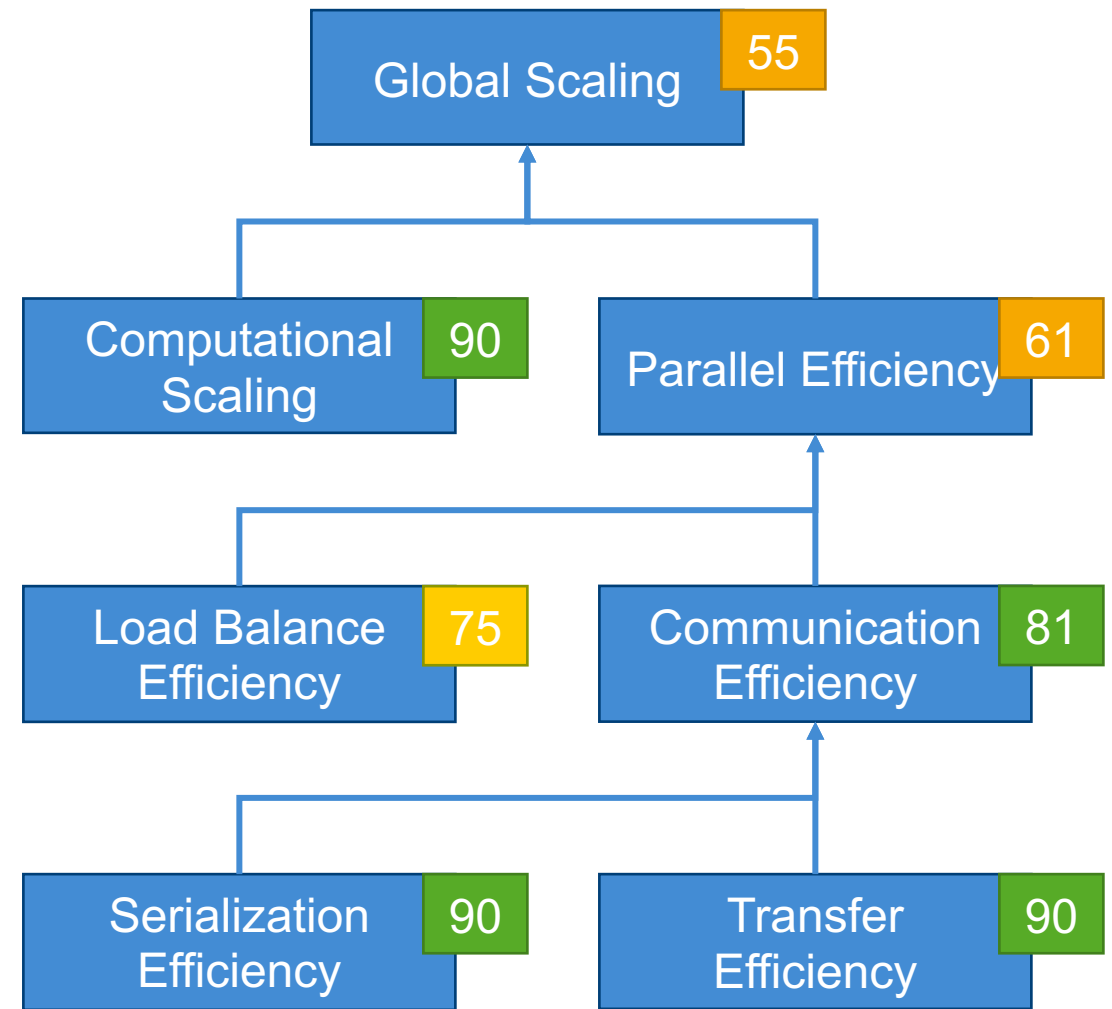 Global Scaling
55
Computational
Scaling
90
Parallel Efficiency
61
Load Balance
Efficiency
75
Communication
Efficiency
81
Serialization
Efficiency
90
Transfer
Efficiency
90